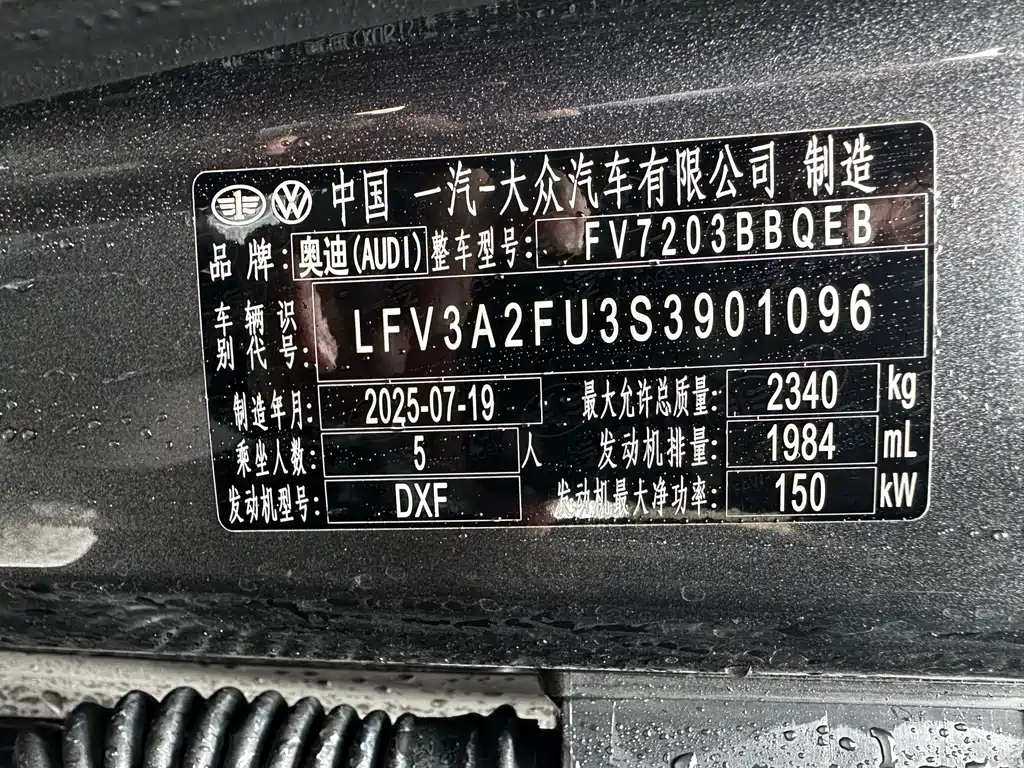 中国 一汽-大众汽车有限公司 制造
品牌:奥迪(AUDI) 整车型号: FV7203BBQEB
车辆识别代号: LFV3A2FU3S3901096
制造年月: 2025-07-19 最大允许总质量: 2340 kg
乘坐人数: 5 人 发动机排量: 1984 mL
发动机型号: DXF 发动机最大净功率: 150 kW